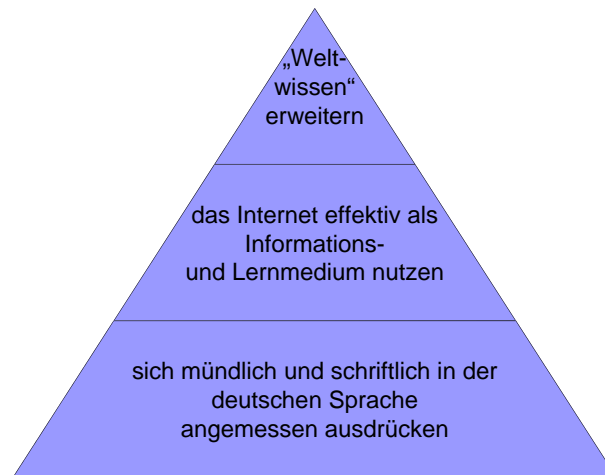 „Welt-
wissen“
erweitern
das Internet effektiv als
Informations-
und Lernmedium nutzen
sich mündlich und schriftlich in der
deutschen Sprache
angemessen ausdrücken